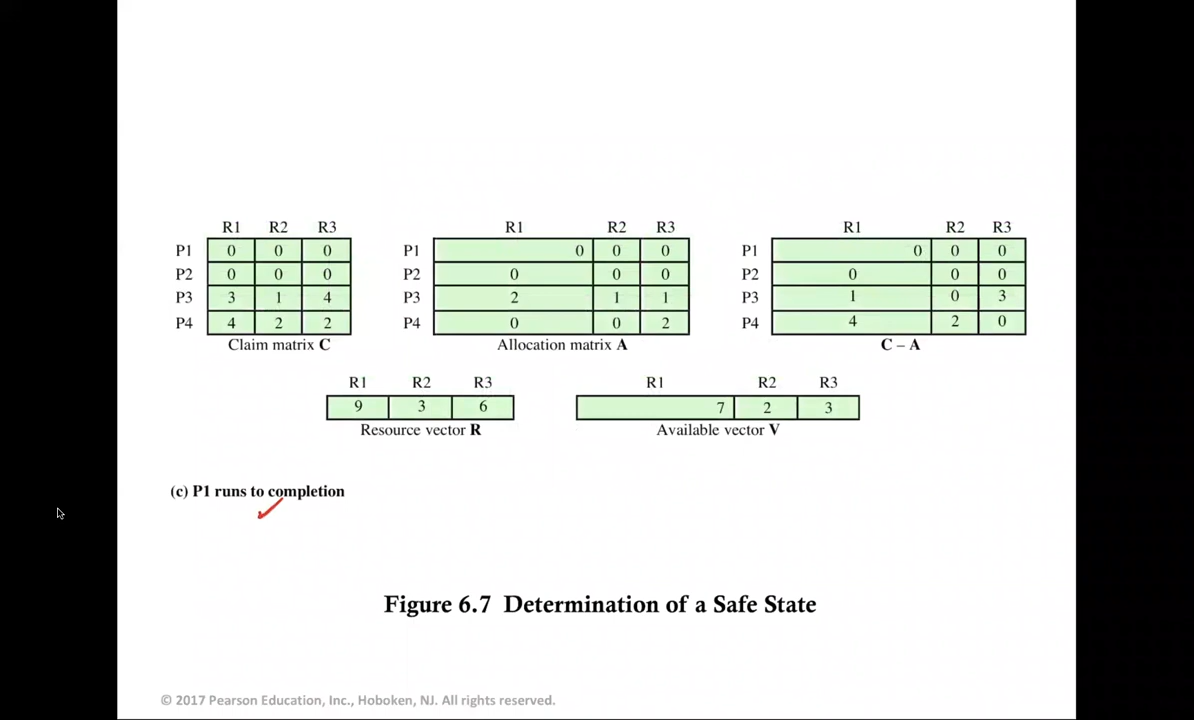 R1 R2 R3 R1 R2 R3 R1 R2 R3
P1 0 0 0 P1 0 0 0 P1 0 0 0
P2 0 0 0 P2 0 0 0 P2 0 0 0
P3 3 1 4 P3 2 1 1 P3 1 0 3
P4 4 2 2 P4 0 0 2 P4 4 2 0
Claim matrix C Allocation matrix A C – A
R1 R2 R3 R1 R2 R3
9 3 6 7 2 3
Resource vector R Available vector V
(c) P1 runs to completion
Figure 6.7 Determination of a Safe State
© 2017 Pearson Education, Inc., Hoboken, NJ. All rights reserved.